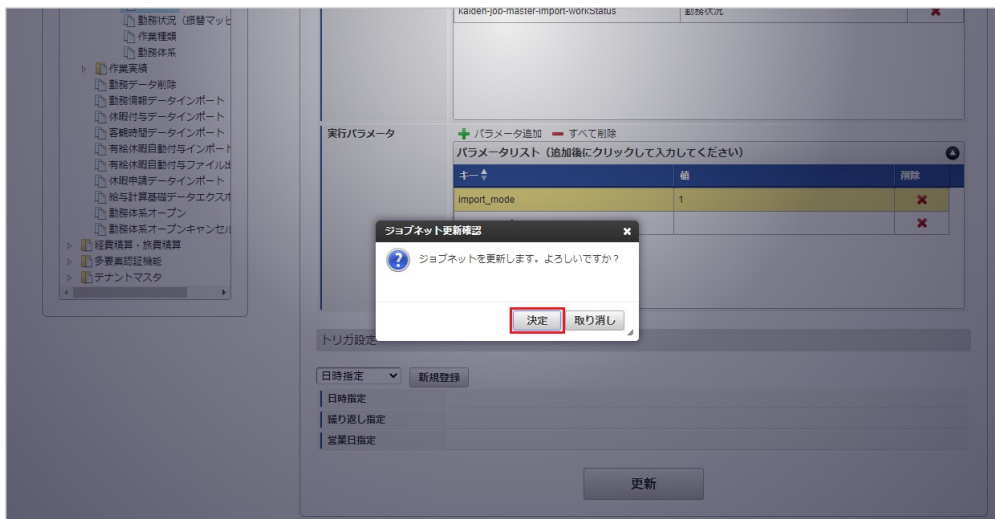 勤務状況（振替マッピ
作業種類
勤務体系
作業実績
勤務データ削除
勤務情報データインポート
休暇付与データインポート
客観時間データインポート
有給休暇自動付与インポート
有給休暇自動付与ファイル出
休暇申請データインポート
給与計算基礎データエクスポ
勤務体系オープン
勤務体系オープンキャンセル
経費精算・旅費精算
多要素認証機能
テナントマスタ
kaiden-job-master-import-workStatus 勤務状況
実行パラメータ
パラメータ追加 すべて削除
パラメータリスト（追加後にクリックして入力してください）
キー 値 削除
import_mode 1
ジョブネット更新確認
ジョブネットを更新します。よろしいですか？
決定 取り消し
トリガ設定
日時指定 新規登録
日時指定
繰り返し指定
営業日指定
更新